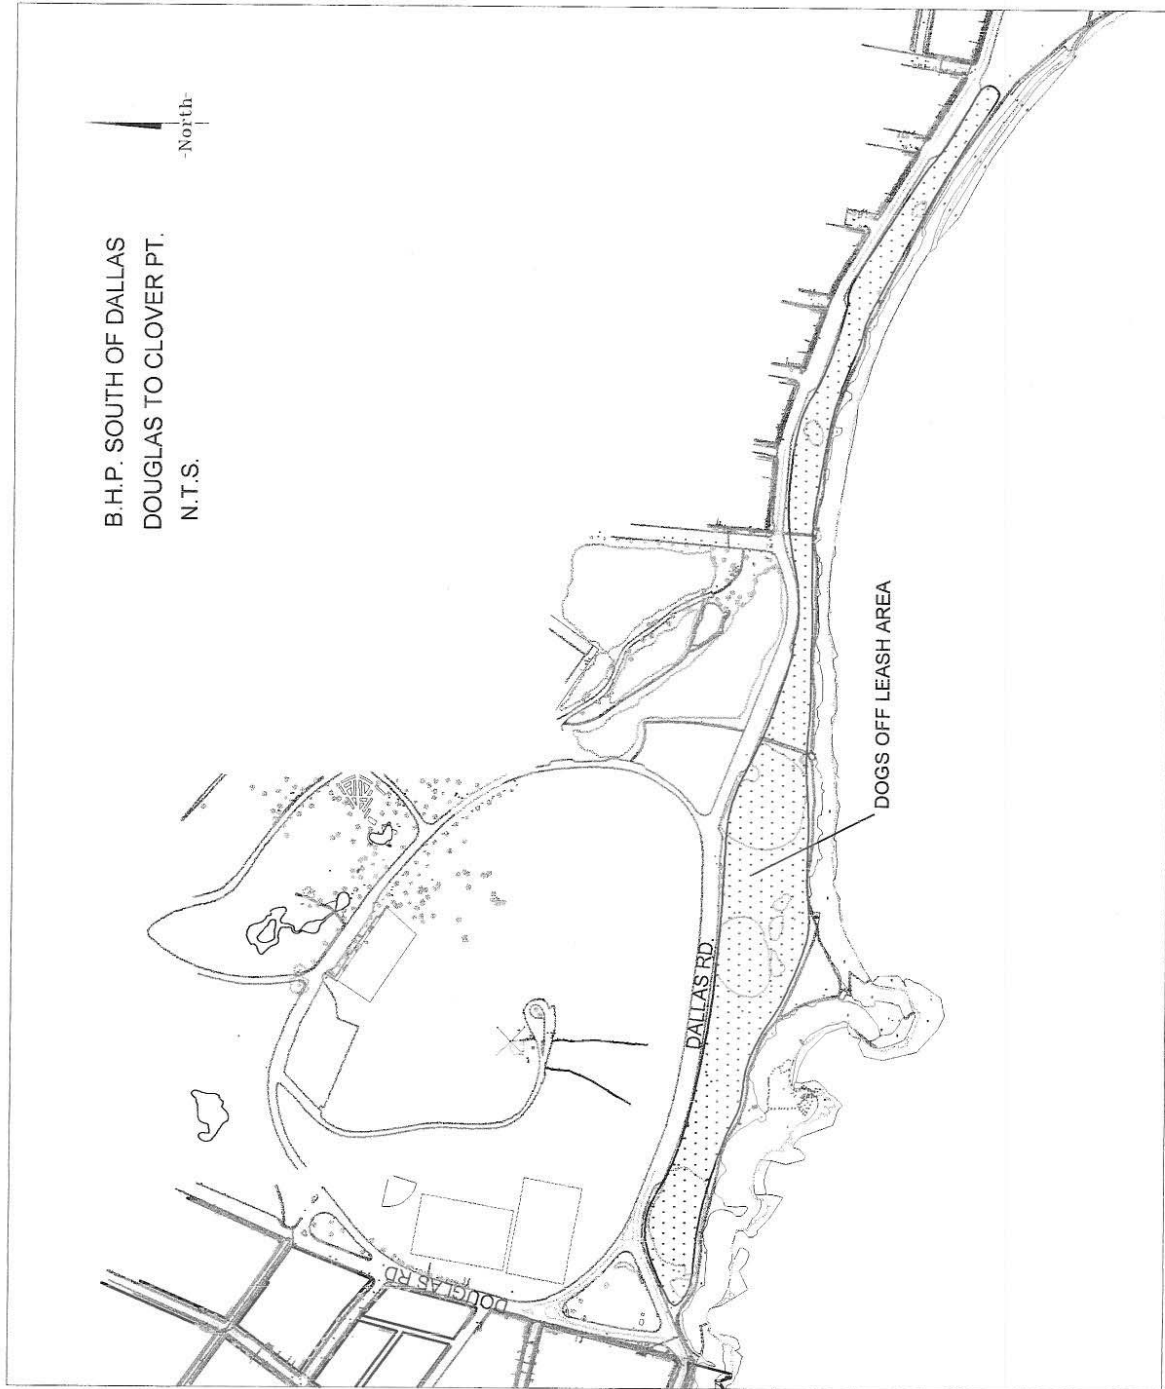 B.H.P. SOUTH OF DALLAS
DOUGLAS TO CLOVER PT.
N.T.S.
-North-
DOGS OFF LEASH AREA
DALLAS RD.
DOUGLAS RD.